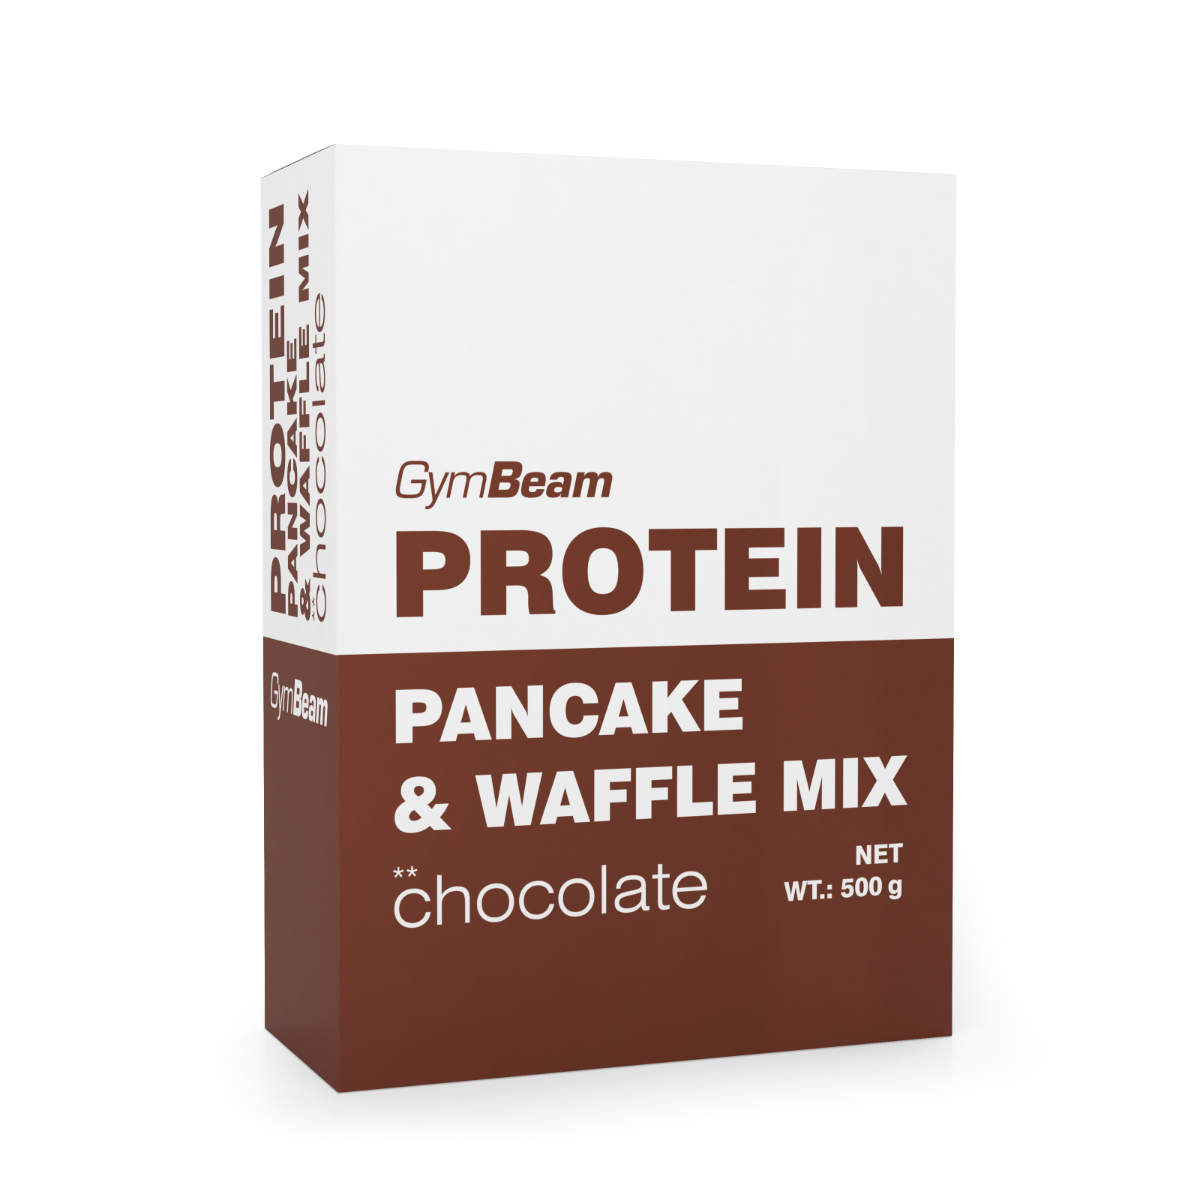 PROTEIN
PANCAKE
& WAFFLE MIX
**chocolate
GymBeam
GymBeam
PROTEIN
PANCAKE
& WAFFLE MIX
**chocolate
NET
WT.: 500 g